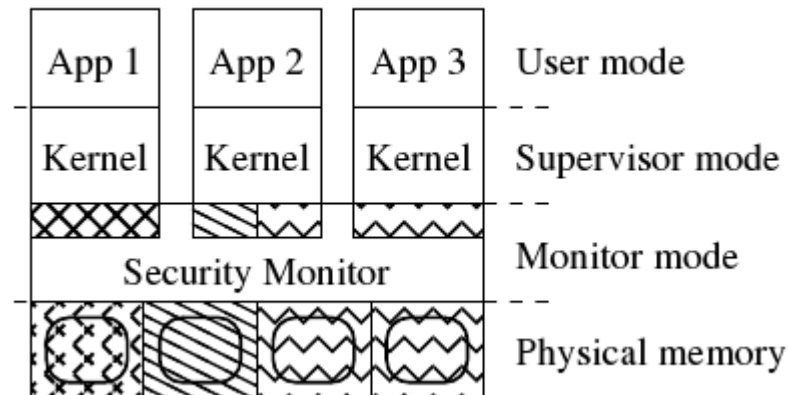 App 1 App 2 App 3 User mode
Kernel Kernel Kernel Supervisor mode
Security Monitor Monitor mode
Physical memory